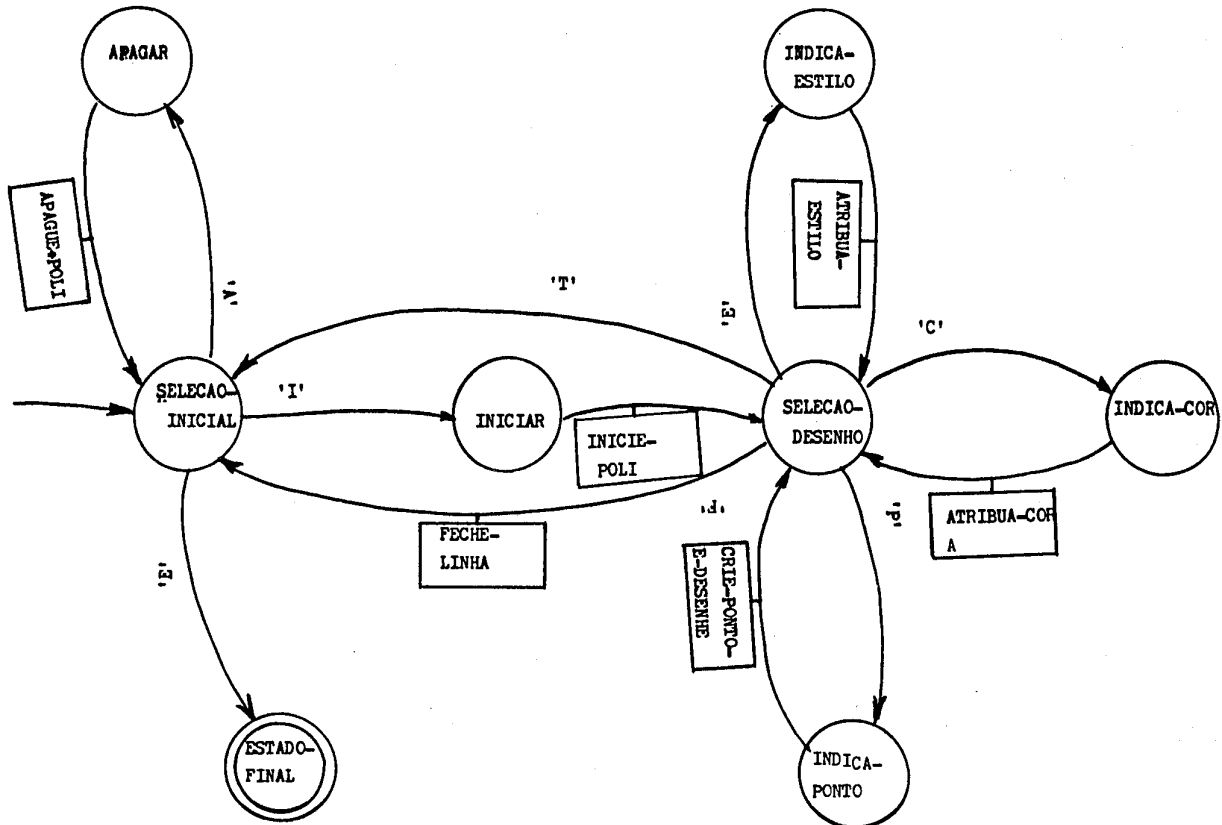 APAGAR
INDICA-
ESTILO
APAGUE+POLI
ATRIBUA-
ESTILO
'A'
'T'
'E'
'C'
SELECAO-
INICIAL
'I'
INICIAR
INICIE-
POLI
SELECAO-
DESENHO
INDICA-COR
'E'
FECHE-
LINHA
'F'
CRIE-PONTO-
E-DESENHE
'P'
ATRIBUA-COR
A
ESTADO-
FINAL
INDICA-
PONTO